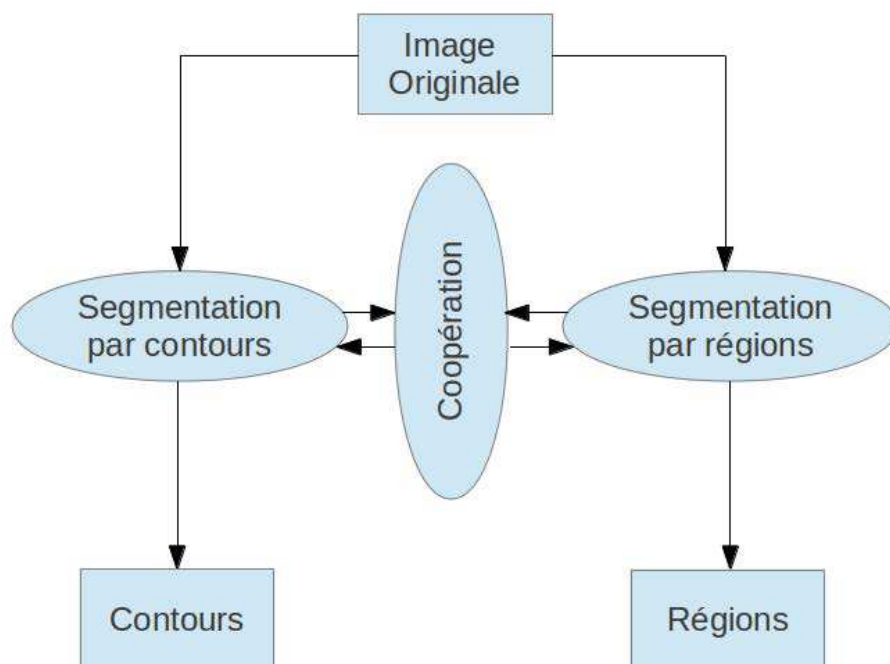 Image
Originale
Segmentation
par contours
Coopération
Segmentation
par régions
Contours
Régions